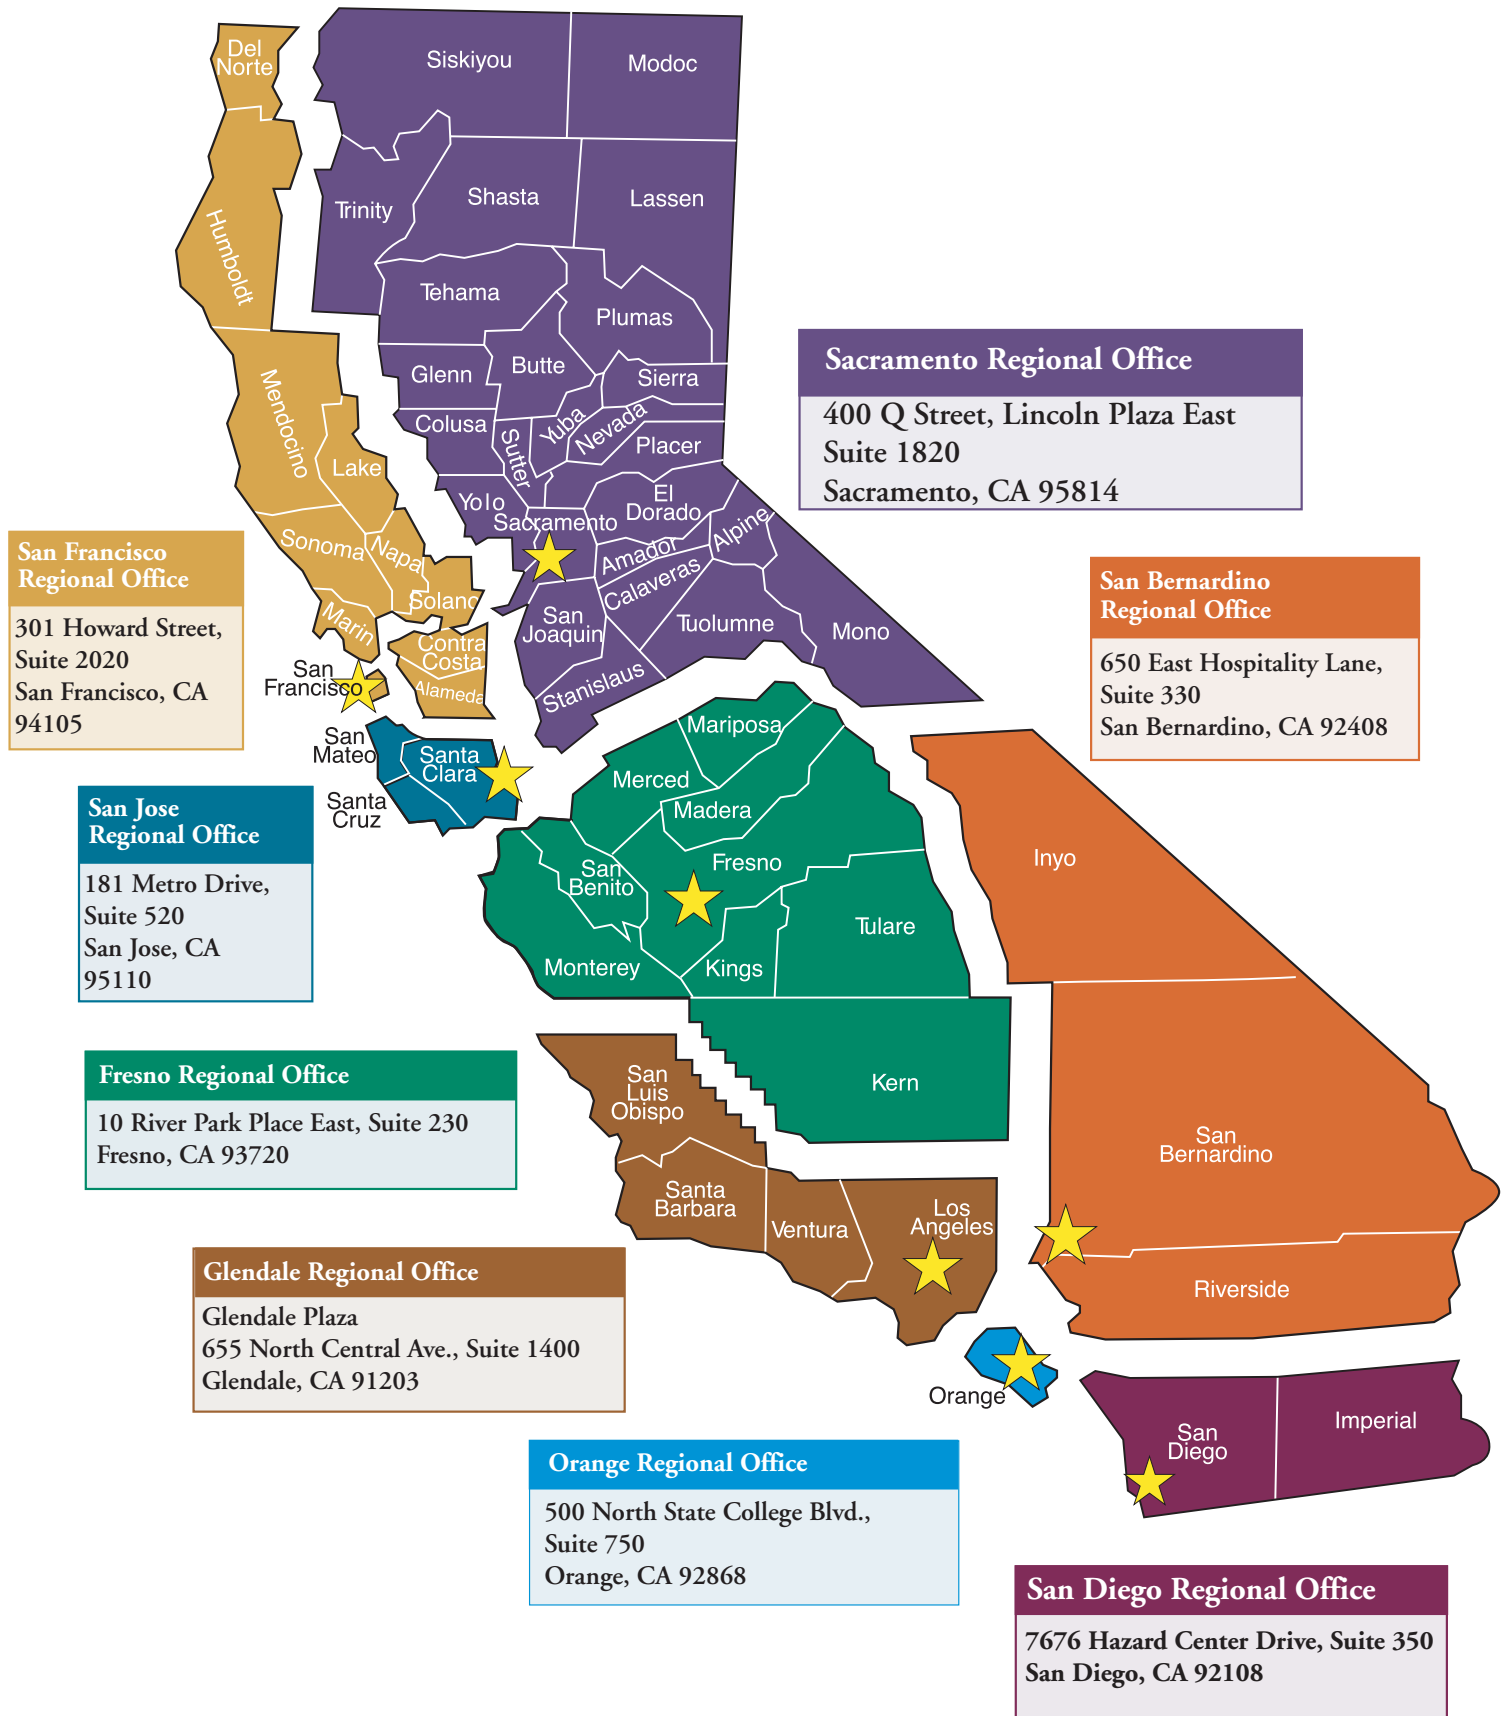 Del
Norte
Siskiyou
Modoc
Humboldt
Trinity
Shasta
Lassen
Tehama
Plumas
Mendocino
Glenn
Butte
Sierra
Colusa
Sutter
Yuba
Nevada
Placer
Lake
Yolo
El
Dorado
Sacramento
Alpine
Sonoma
Napa
Amador
Calaveras
Solano
Marin
San
Joaquin
Tuolumne
Mono
Contra
Costa
Alameda
Stanislaus
San
Francisco
San
Mateo
Santa
Clara
Santa
Cruz
Mariposa
Merced
Madera
Fresno
San
Benito
Tulare
Monterey
Kings
Kern
Inyo
San
Luis
Obispo
Santa
Barbara
Ventura
Los
Angeles
San
Bernardino
Riverside
Orange
San
Diego
Imperial
Sacramento Regional Office
400 Q Street, Lincoln Plaza East
Suite 1820
Sacramento, CA 95814
San Francisco
Regional Office
301 Howard Street,
Suite 2020
San Francisco, CA
94105
San Bernardino
Regional Office
650 East Hospitality Lane,
Suite 330
San Bernardino, CA 92408
San Jose
Regional Office
181 Metro Drive,
Suite 520
San Jose, CA
95110
Fresno Regional Office
10 River Park Place East, Suite 230
Fresno, CA 93720
Glendale Regional Office
Glendale Plaza
655 North Central Ave., Suite 1400
Glendale, CA 91203
Orange Regional Office
500 North State College Blvd.,
Suite 750
Orange, CA 92868
San Diego Regional Office
7676 Hazard Center Drive, Suite 350
San Diego, CA 92108